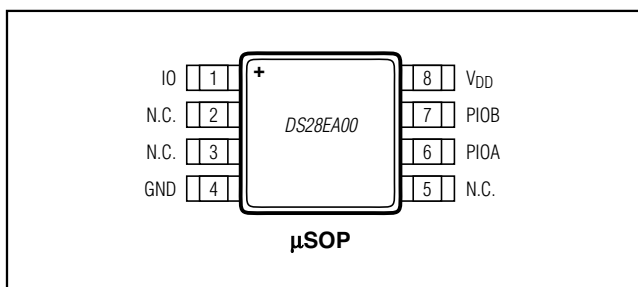 IO 1 + 8 VDD
N.C. 2 DS28EA00 7 PIOB
N.C. 3 6 PIOA
GND 4 5 N.C.
μSOP